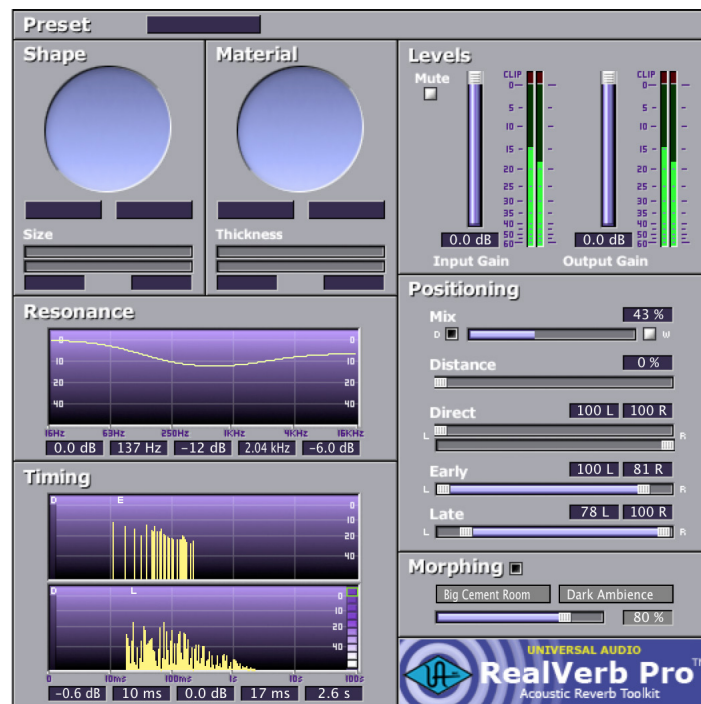 Preset
Shape
Material
Size
Thickness
Resonance
0 0
10 10
20 20
40 40
16Hz 63Hz 250Hz 1KHz 4KHz 16KHz
0.0 dB 137 Hz −12 dB 2.04 kHz −6.0 dB
Timing
D E
0
20
40
D L
0
10
20
40
0 10ms 100ms 1s 10s 100s
−0.6 dB 10 ms 0.0 dB 17 ms 2.6 s
Levels
Mute
CLIP CLIP
0 0
5 5
10 10
15 15
20 20
25 25
30 30
35 35
40 40
50 50
60 60
0.0 dB 0.0 dB
Input Gain Output Gain
Positioning
Mix 43 %
D W
Distance 0 %
Direct 100 L 100 R
L R
Early 100 L 81 R
L R
Late 78 L 100 R
L R
Morphing
Big Cement Room Dark Ambience
80 %
UNIVERSAL AUDIO
UA RealVerb Pro™
Acoustic Reverb Toolkit